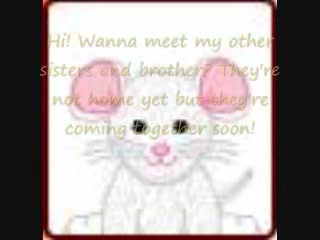 Hi! Wanna meet my other
sisters and brother? They're
not home yet but they're
coming together soon!